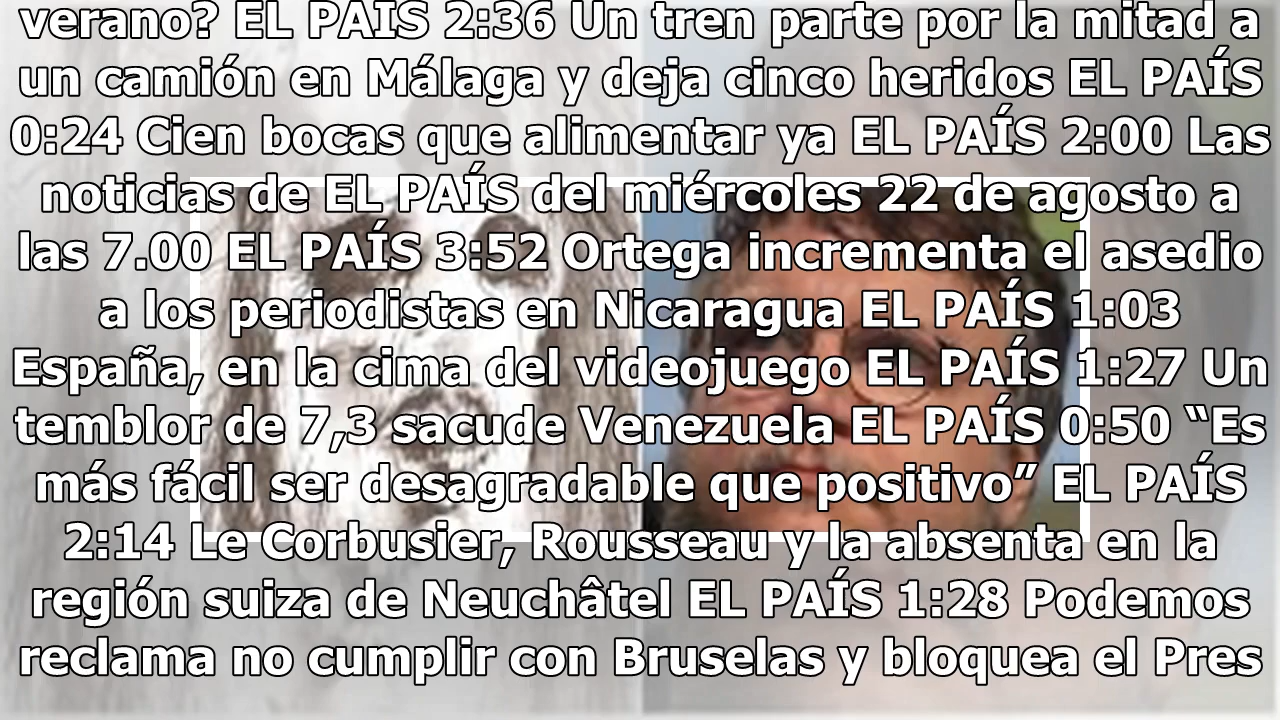 verano? EL PAÍS 2:36 Un tren parte por la mitad a
un camión en Málaga y deja cinco heridos EL PAÍS
0:24 Cien bocas que alimentar ya EL PAÍS 2:00 Las
noticias de EL PAÍS del miércoles 22 de agosto a
las 7.00 EL PAÍS 3:52 Ortega incrementa el asedio
a los periodistas en Nicaragua EL PAÍS 1:03
España, en la cima del videojuego EL PAÍS 1:27 Un
temblor de 7,3 sacude Venezuela EL PAÍS 0:50 “Es
más fácil ser desagradable que positivo” EL PAÍS
2:14 Le Corbusier, Rousseau y la absenta en la
región suiza de Neuchâtel EL PAÍS 1:28 Podemos
reclama no cumplir con Bruselas y bloquea el Pres